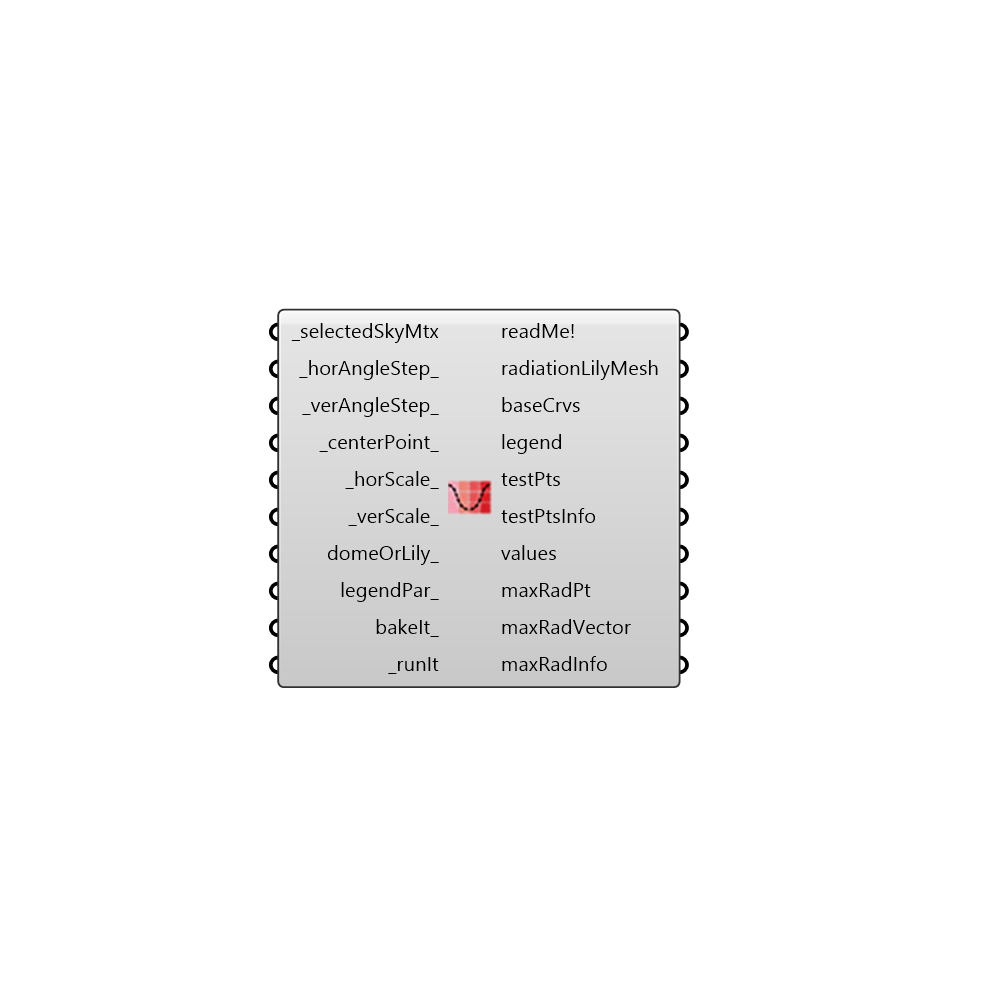 _selectedSkyMtx readMe!
_horAngleStep_ radiationLilyMesh
_verAngleStep_ baseCrvs
_centerPoint_ legend
_horScale_ testPts
_verScale_ testPtsInfo
domeOrLily_ values
legendPar_ maxRadPt
bakeIt_ maxRadVector
_runIt maxRadInfo